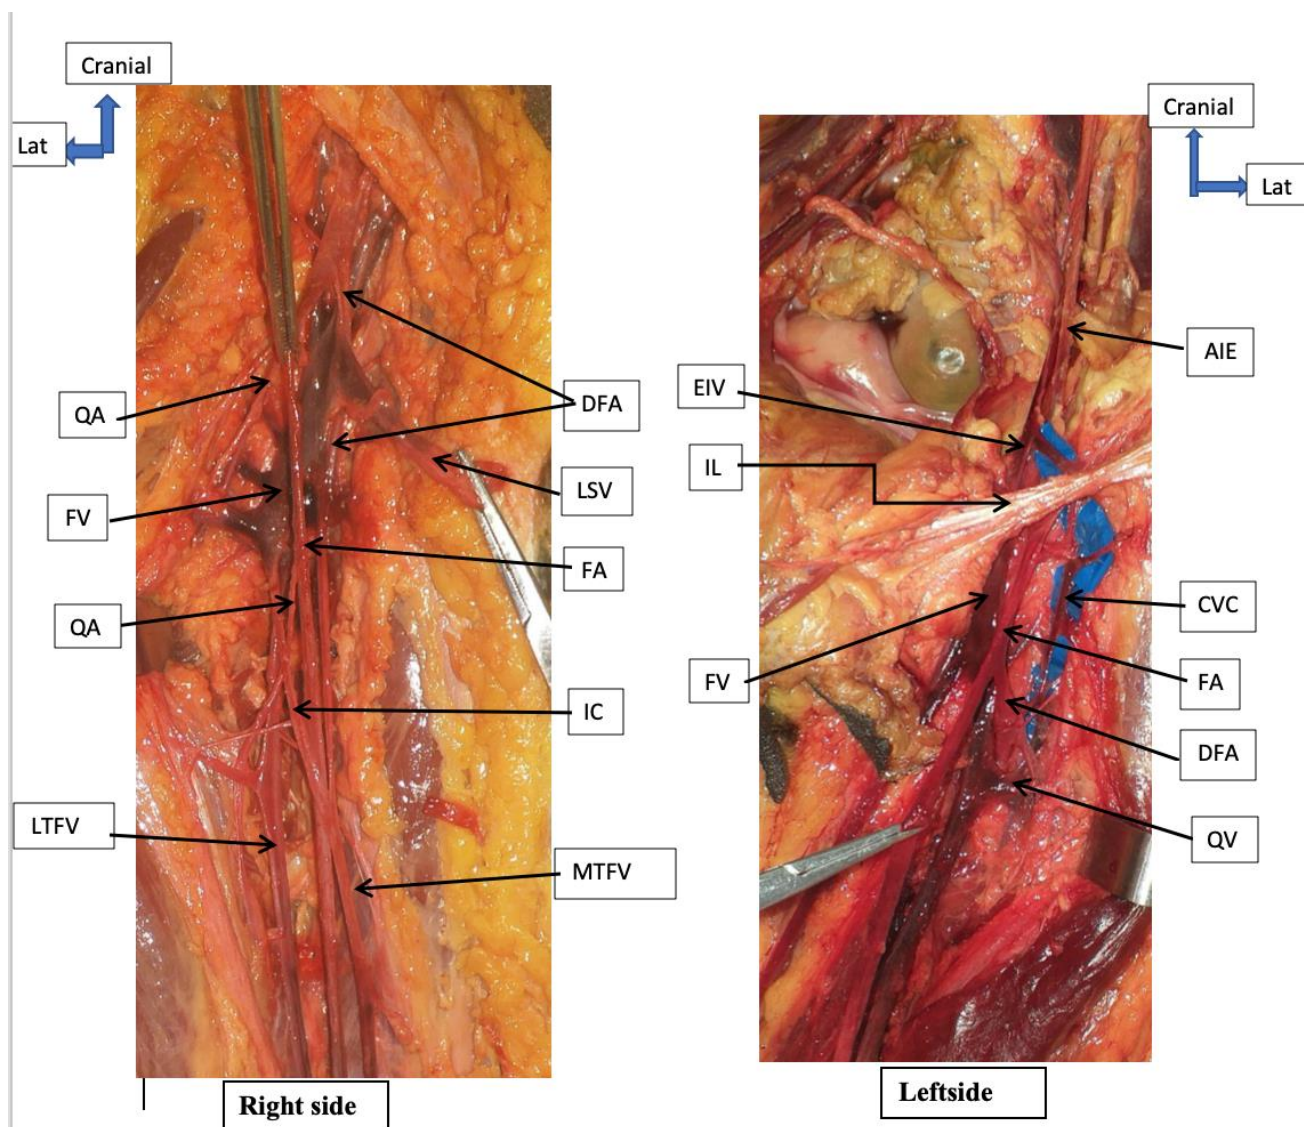 Cranial
Lat
QA
DFA
LSV
FV
FA
QA
IC
LTFV
MTFV
Right side
Cranial
Lat
AIE
EIV
IL
CVC
FV
FA
DFA
QV
Leftside